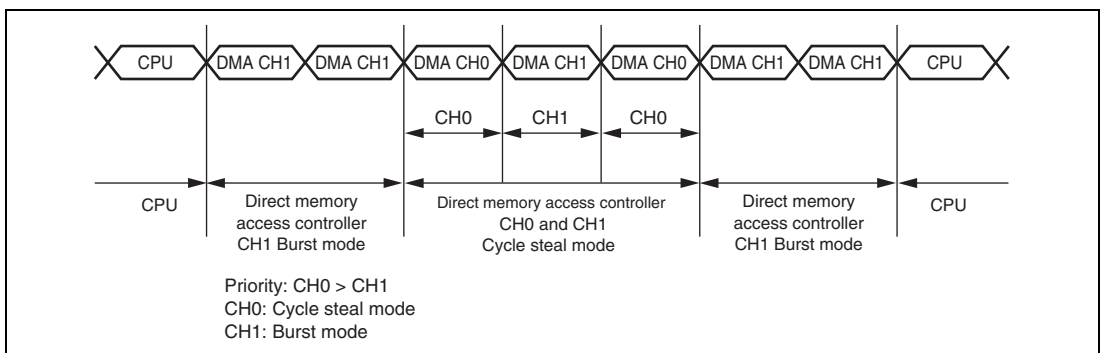 CPU DMA CH1 DMA CH1 DMA CH0 DMA CH1 DMA CH0 DMA CH1 DMA CH1 CPU
CH0 CH1 CH0
CPU
Direct memory
access controller
CH1 Burst mode
Direct memory access controller
CH0 and CH1
Cycle steal mode
Direct memory
access controller
CH1 Burst mode
CPU
Priority: CH0 > CH1
CH0: Cycle steal mode
CH1: Burst mode